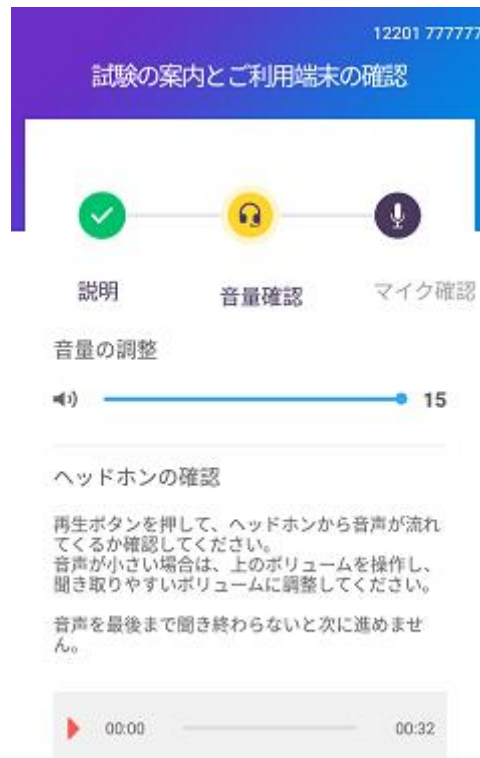 12201 777777
試験の案内とご利用端末の確認
説明
音量確認
マイク確認
音量の調整
15
ヘッドホンの確認
再生ボタンを押して、ヘッドホンから音声が流れ
てくるか確認してください。
音声が小さい場合は、上のボリュームを操作し、
聞き取りやすいボリュームに調整してください。
音声を最後まで聞き終わらないと次に進めませ
ん。
00:00 00:32